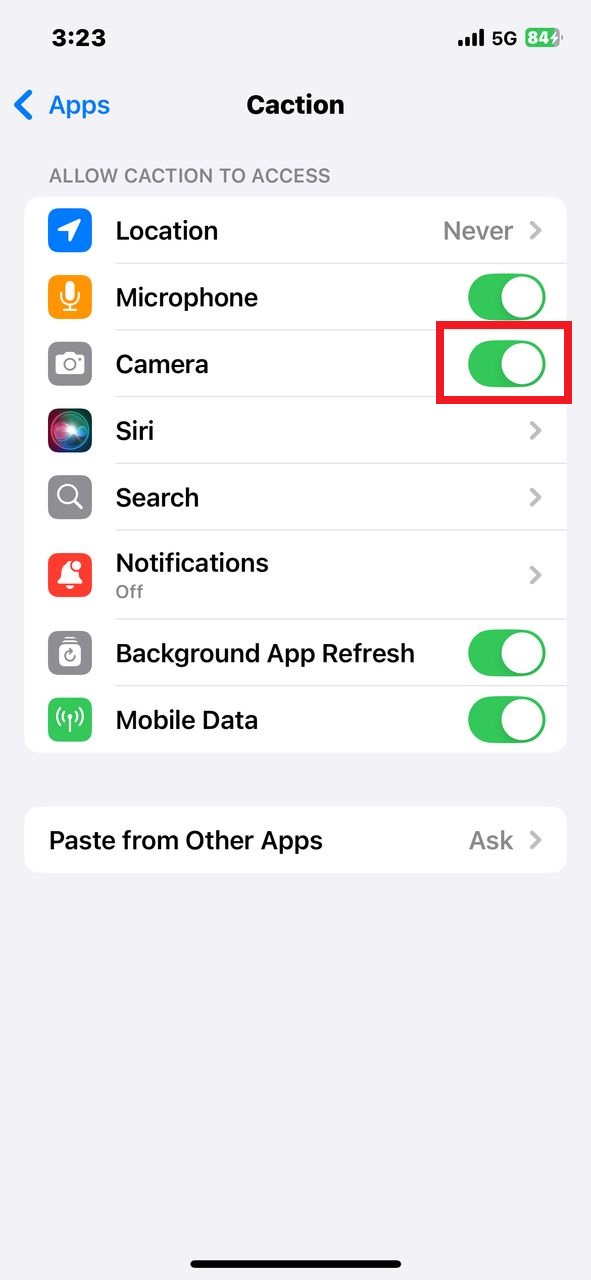 3:23 5G 84
Apps Caction
ALLOW CACTION TO ACCESS
Location Never
Microphone
Camera
Siri
Search
Notifications
Off
Background App Refresh
Mobile Data
Paste from Other Apps Ask